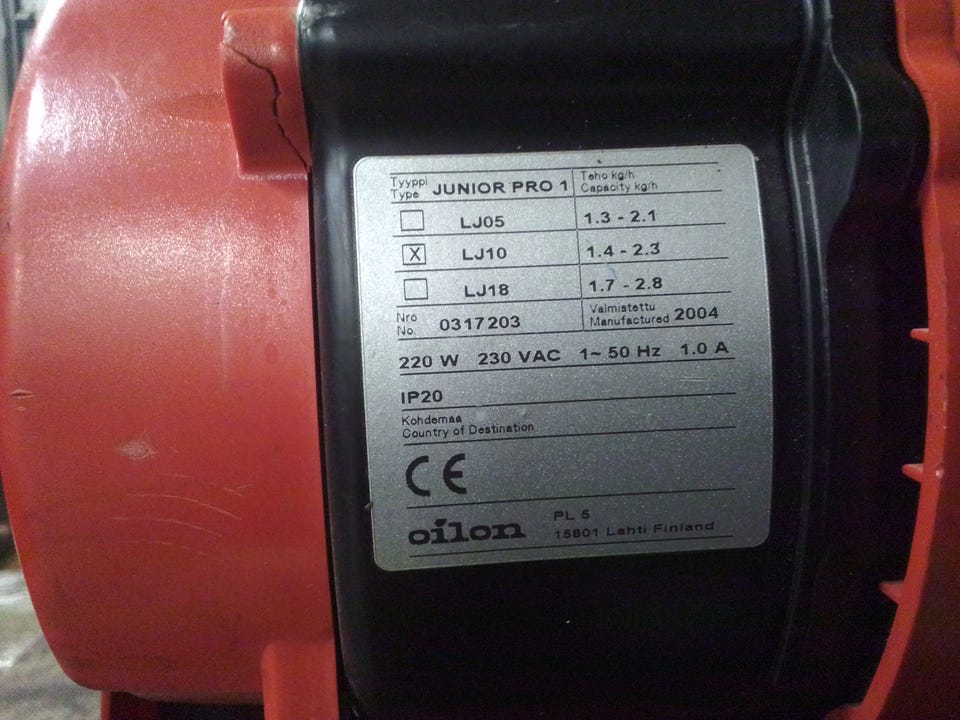 Tyyppi
Type JUNIOR PRO 1 Teho kg/h
Capacity kg/h
LJ05 1.3 - 2.1
X LJ10 1.4 - 2.3
LJ18 1.7 - 2.8
Nro
No. 0317203 Valmistettu
Manufactured 2004
220 W 230 VAC 1~ 50 Hz 1.0 A
IP20
Kohdemaa
Country of Destination
CE
oilon PL 5
15801 Lahti Finland